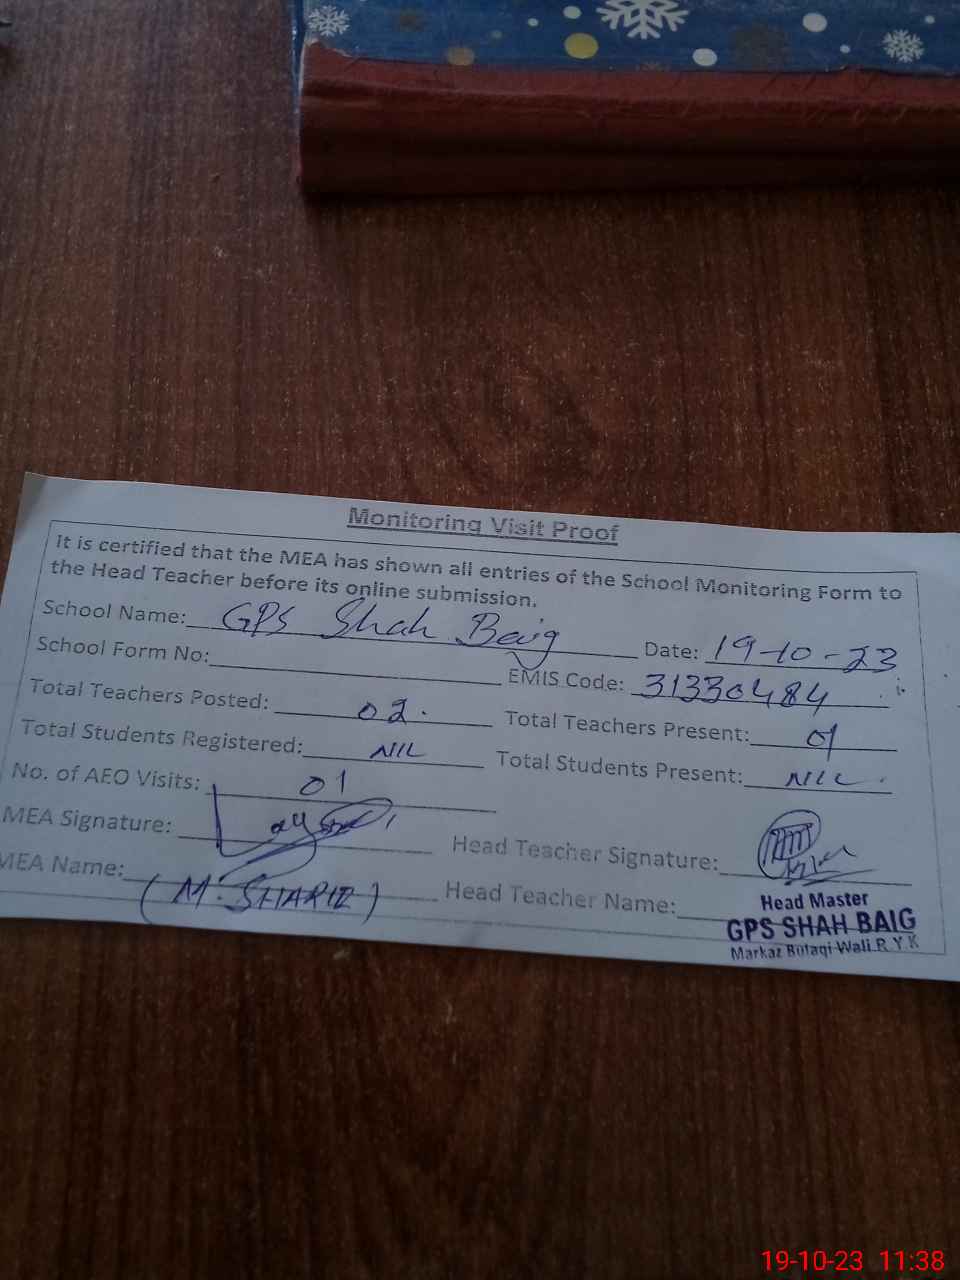 Monitoring Visit Proof
It is certified that the MEA has shown all entries of the School Monitoring Form to
the Head Teacher before its online submission.
School Name: GPS Shah Baig Date: 19-10-23
School Form No: EMIS Code: 31330484
Total Teachers Posted: 02. Total Teachers Present: 01
Total Students Registered: NIL Total Students Present: NIL
No. of AEO Visits: 01
MEA Signature: Head Teacher Signature:
MEA Name: (M. Head Teacher Name:
Head Master
GPS SHAH BAIG
Markaz Bulaqi Wali R.Y.K
19-10-23 11:38